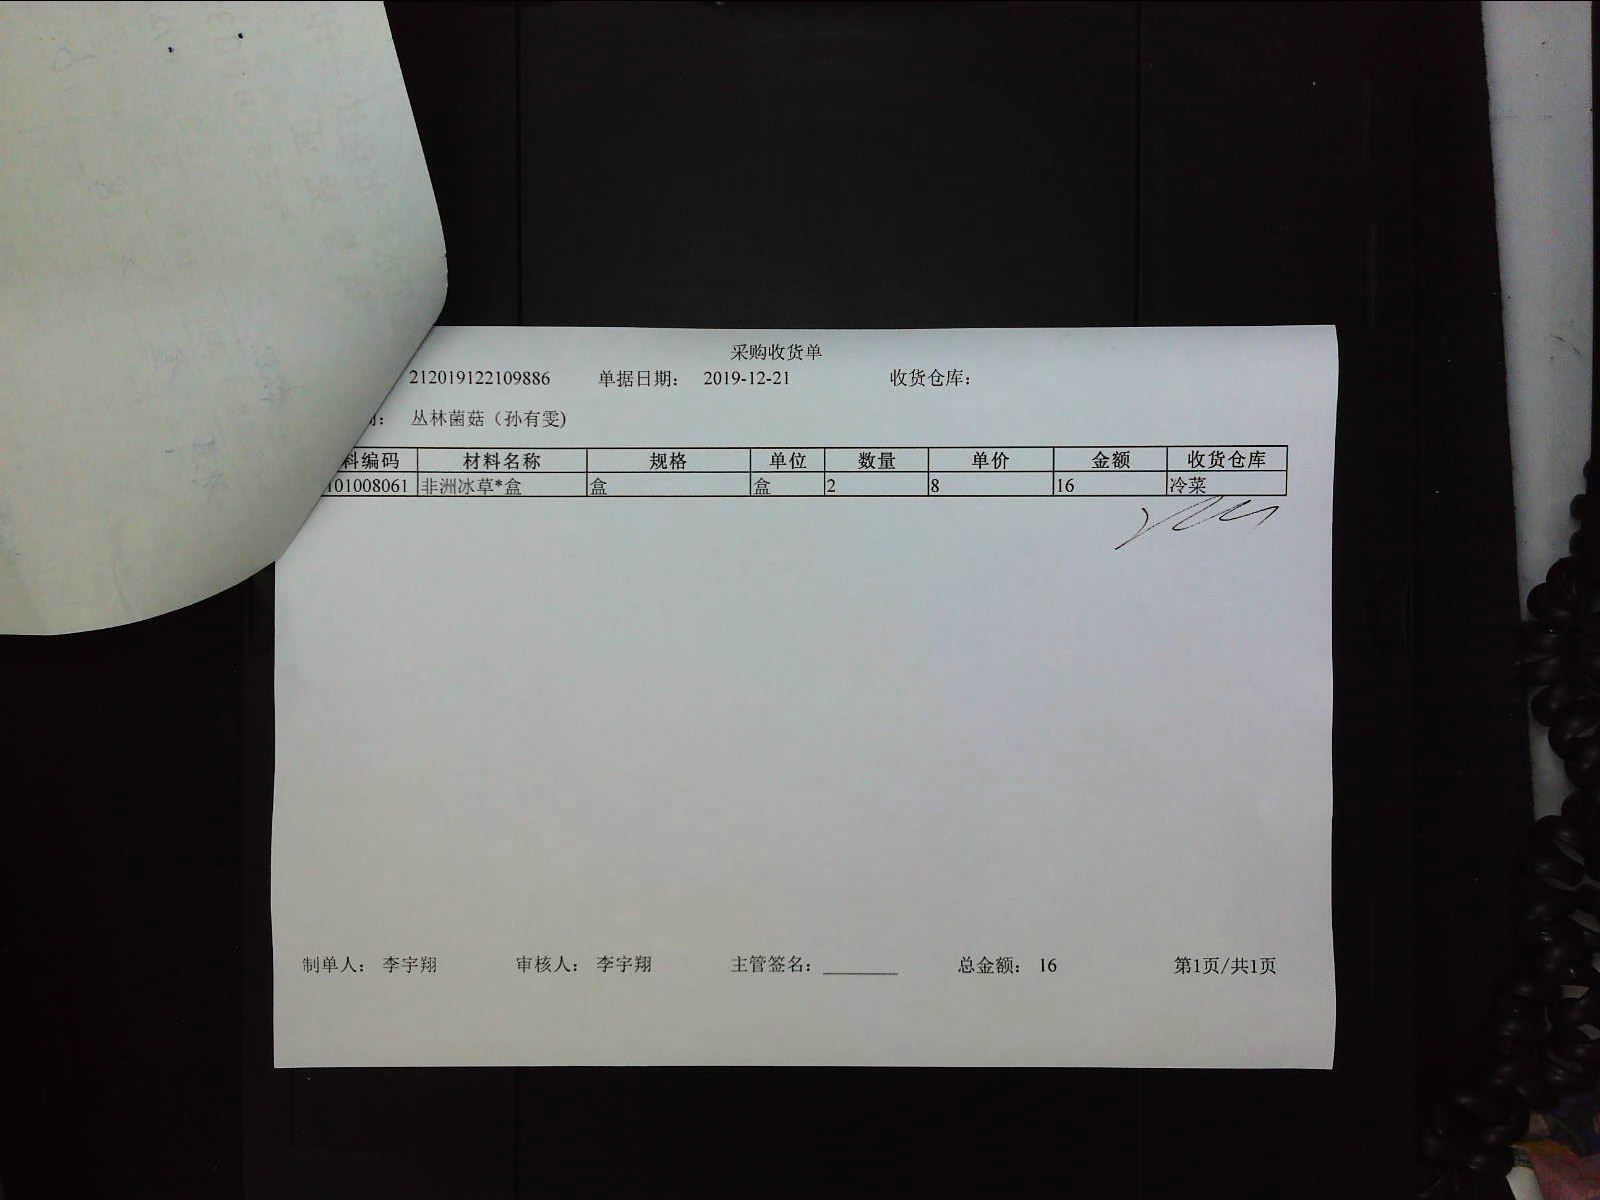 采购收货单
212019122109886 单据日期： 2019-12-21 收货仓库：
丛林菌菇（孙有雯)
料编码 材料名称 规格 单位 数量 单价 金额 收货仓库
101008061 非洲冰草*盒 盒 盒 2 8 16 冷菜
制单人： 李宇翔 审核人： 李宇翔 主管签名： 总金额： 16 第1页/共1页